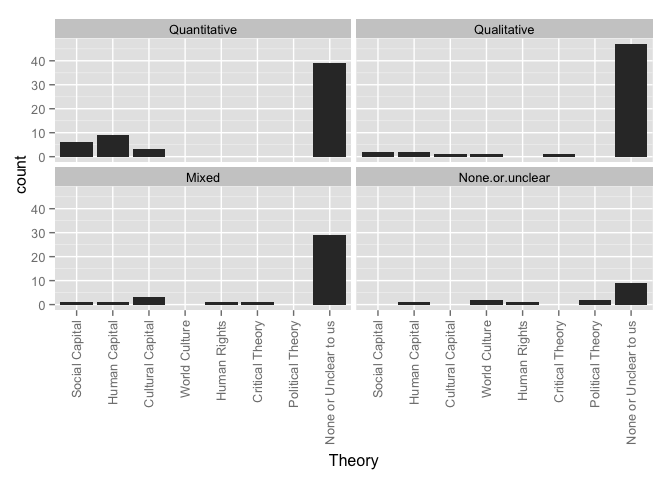 Quantitative
Qualitative
40
30
20
10
0
count
Mixed
None.or.unclear
40
30
20
10
0
Social Capital
Human Capital
Cultural Capital
World Culture
Human Rights
Critical Theory
Political Theory
None or Unclear to us
Social Capital
Human Capital
Cultural Capital
World Culture
Human Rights
Critical Theory
Political Theory
None or Unclear to us
Theory